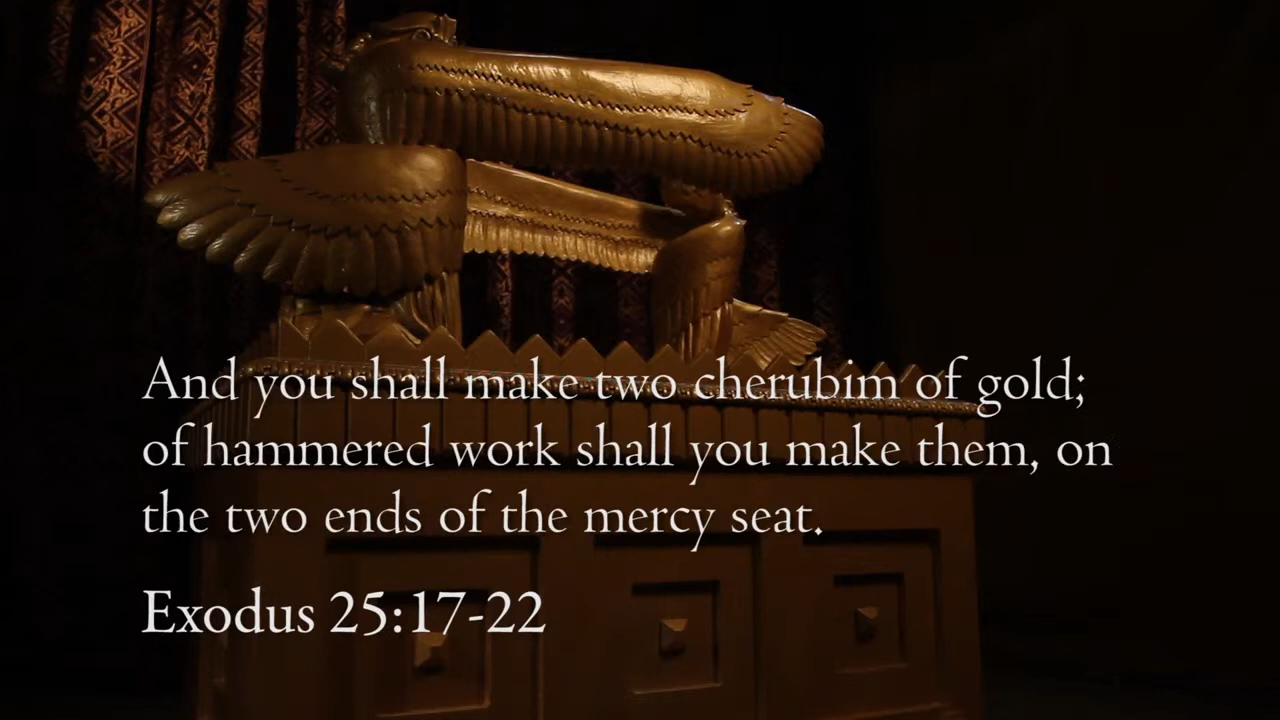 And you shall make two cherubim of gold;
of hammered work shall you make them, on
the two ends of the mercy seat.
Exodus 25:17-22